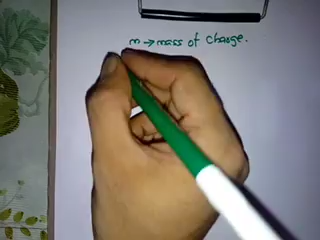 m → mass of charge.